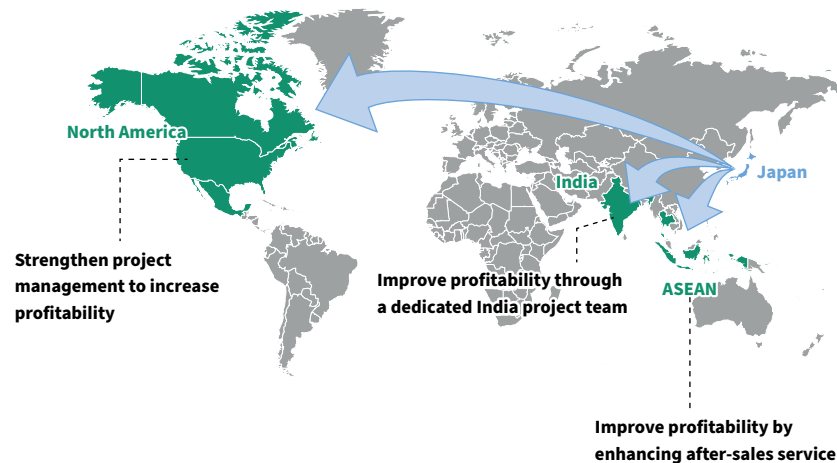 North America
India
Japan
Strengthen project
management to increase
profitability
Improve profitability through
a dedicated India project team
ASEAN
Improve profitability by
enhancing after-sales service